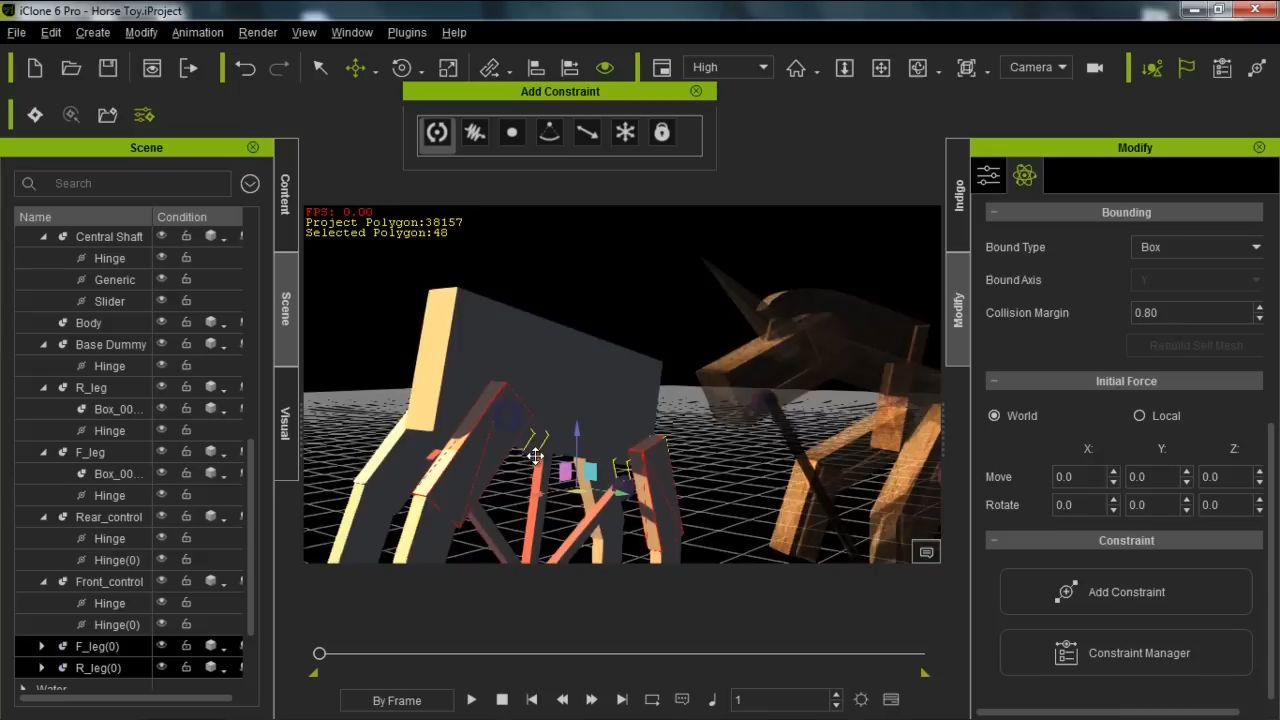 iClone 6 Pro - Horse Toy.iProject
File Edit Create Modify Animation Render View Window Plugins Help
High
Camera
Add Constraint
Scene
Search
Name Condition
Central Shaft
Hinge
Generic
Slider
Body
Base Dummy
Hinge
R_leg
Box_00...
Hinge
F_leg
Box_00...
Hinge
Rear_control
Hinge
Hinge(0)
Front_control
Hinge
Hinge(0)
F_leg(0)
R_leg(0)
Water
Content
Scene
Visual
FPS: 0.00
Project Polygon:38157
Selected Polygon:48
By Frame
1
Indigo
Modify
Modify
Bounding
Bound Type Box
Bound Axis Y
Collision Margin 0.80
Rebuild Self Mesh
Initial Force
World Local
X: Y: Z:
Move 0.0 0.0 0.0
Rotate 0.0 0.0 0.0
Constraint
Add Constraint
Constraint Manager